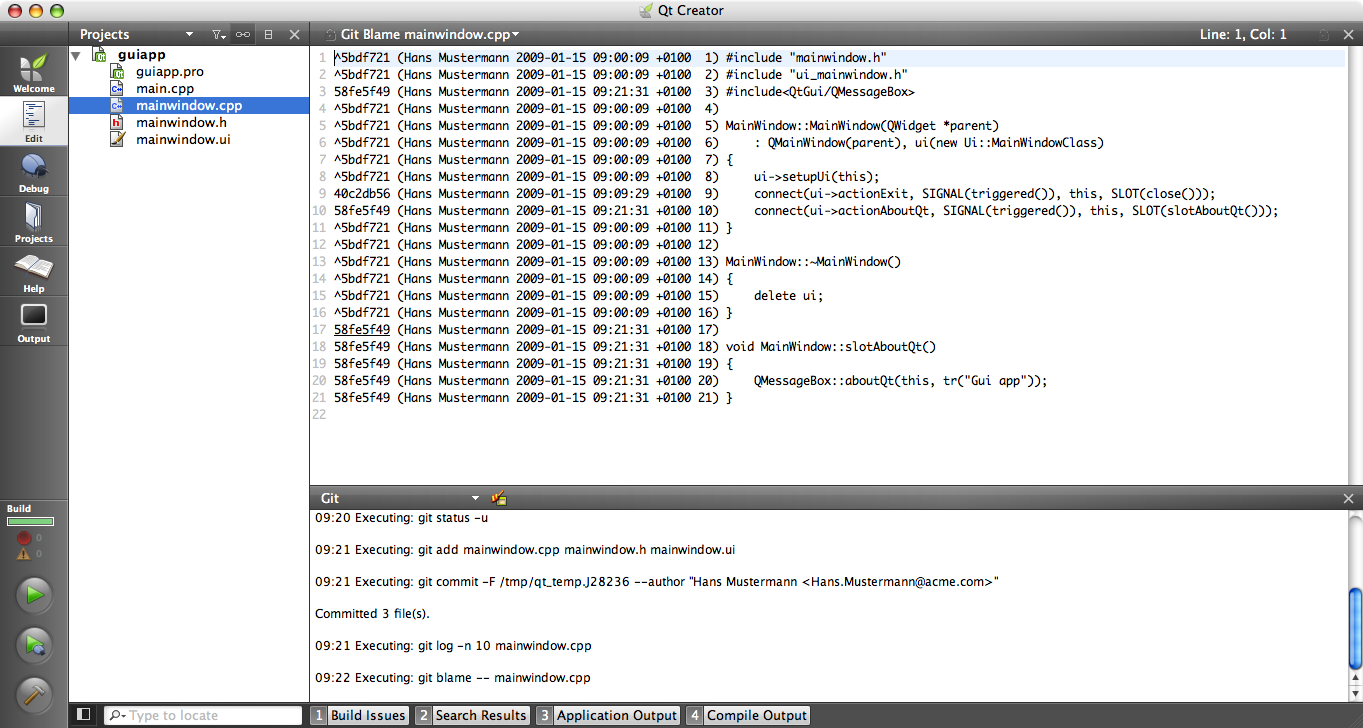 Qt Creator
Projects
Git Blame mainwindow.cpp
Line: 1, Col: 1
Welcome
Edit
Debug
Projects
Help
Output
guiapp
guiapp.pro
main.cpp
mainwindow.cpp
mainwindow.h
mainwindow.ui
1 ^5bdf721 (Hans Mustermann 2009-01-15 09:00:09 +0100  1) #include "mainwindow.h"
2 ^5bdf721 (Hans Mustermann 2009-01-15 09:00:09 +0100  2) #include "ui_mainwindow.h"
3 58fe5f49 (Hans Mustermann 2009-01-15 09:21:31 +0100  3) #include<QtGui/QMessageBox>
4 ^5bdf721 (Hans Mustermann 2009-01-15 09:00:09 +0100  4)
5 ^5bdf721 (Hans Mustermann 2009-01-15 09:00:09 +0100  5) MainWindow::MainWindow(QWidget *parent)
6 ^5bdf721 (Hans Mustermann 2009-01-15 09:00:09 +0100  6)     : QMainWindow(parent), ui(new Ui::MainWindowClass)
7 ^5bdf721 (Hans Mustermann 2009-01-15 09:00:09 +0100  7) {
8 ^5bdf721 (Hans Mustermann 2009-01-15 09:00:09 +0100  8)     ui->setupUi(this);
9 40c2db56 (Hans Mustermann 2009-01-15 09:09:29 +0100  9)     connect(ui->actionExit, SIGNAL(triggered()), this, SLOT(close()));
10 58fe5f49 (Hans Mustermann 2009-01-15 09:21:31 +0100 10)     connect(ui->actionAboutQt, SIGNAL(triggered()), this, SLOT(slotAboutQt()));
11 ^5bdf721 (Hans Mustermann 2009-01-15 09:00:09 +0100 11) }
12 ^5bdf721 (Hans Mustermann 2009-01-15 09:00:09 +0100 12)
13 ^5bdf721 (Hans Mustermann 2009-01-15 09:00:09 +0100 13) MainWindow::~MainWindow()
14 ^5bdf721 (Hans Mustermann 2009-01-15 09:00:09 +0100 14) {
15 ^5bdf721 (Hans Mustermann 2009-01-15 09:00:09 +0100 15)     delete ui;
16 ^5bdf721 (Hans Mustermann 2009-01-15 09:00:09 +0100 16) }
17 58fe5f49 (Hans Mustermann 2009-01-15 09:21:31 +0100 17)
18 58fe5f49 (Hans Mustermann 2009-01-15 09:21:31 +0100 18) void MainWindow::slotAboutQt()
19 58fe5f49 (Hans Mustermann 2009-01-15 09:21:31 +0100 19) {
20 58fe5f49 (Hans Mustermann 2009-01-15 09:21:31 +0100 20)     QMessageBox::aboutQt(this, tr("Gui app"));
21 58fe5f49 (Hans Mustermann 2009-01-15 09:21:31 +0100 21) }
22
Git
09:20 Executing: git status -u
09:21 Executing: git add mainwindow.cpp mainwindow.h mainwindow.ui
09:21 Executing: git commit -F /tmp/qt_temp.J28236 --author "Hans Mustermann <Hans.Mustermann@acme.com>"
Committed 3 file(s).
09:21 Executing: git log -n 10 mainwindow.cpp
09:22 Executing: git blame -- mainwindow.cpp
Build
0
0
Type to locate
1 Build Issues
2 Search Results
3 Application Output
4 Compile Output